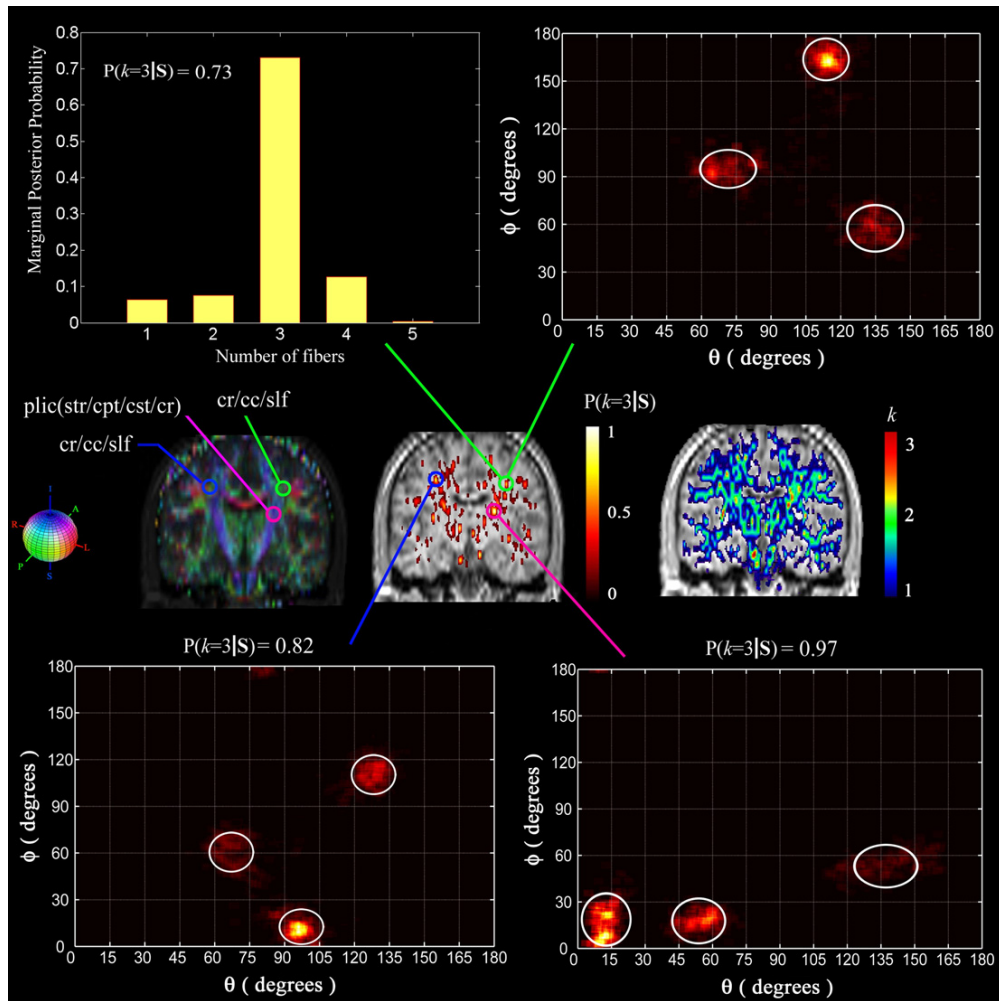 P(k=3|S) = 0.73
Marginal Posterior Probability
0.8
0.7
0.6
0.5
0.4
0.3
0.2
0.1
0
1 2 3 4 5
Number of fibers
ϕ ( degrees )
180
150
120
90
60
30
0
0 15 30 45 60 75 90 105 120 135 150 165 180
θ ( degrees )
plic(str/cpt/cst/cr)
cr/cc/slf
cr/cc/slf
I
A
R
L
P
S
P(k=3|S)
1
0.5
0
k
3
2
1
P(k=3|S) = 0.82
ϕ ( degrees )
180
150
120
90
60
30
0
0 15 30 45 60 75 90 105 120 135 150 165 180
θ ( degrees )
P(k=3|S) = 0.97
ϕ ( degrees )
180
150
120
90
60
30
0
0 15 30 45 60 75 90 105 120 135 150 165 180
θ ( degrees )